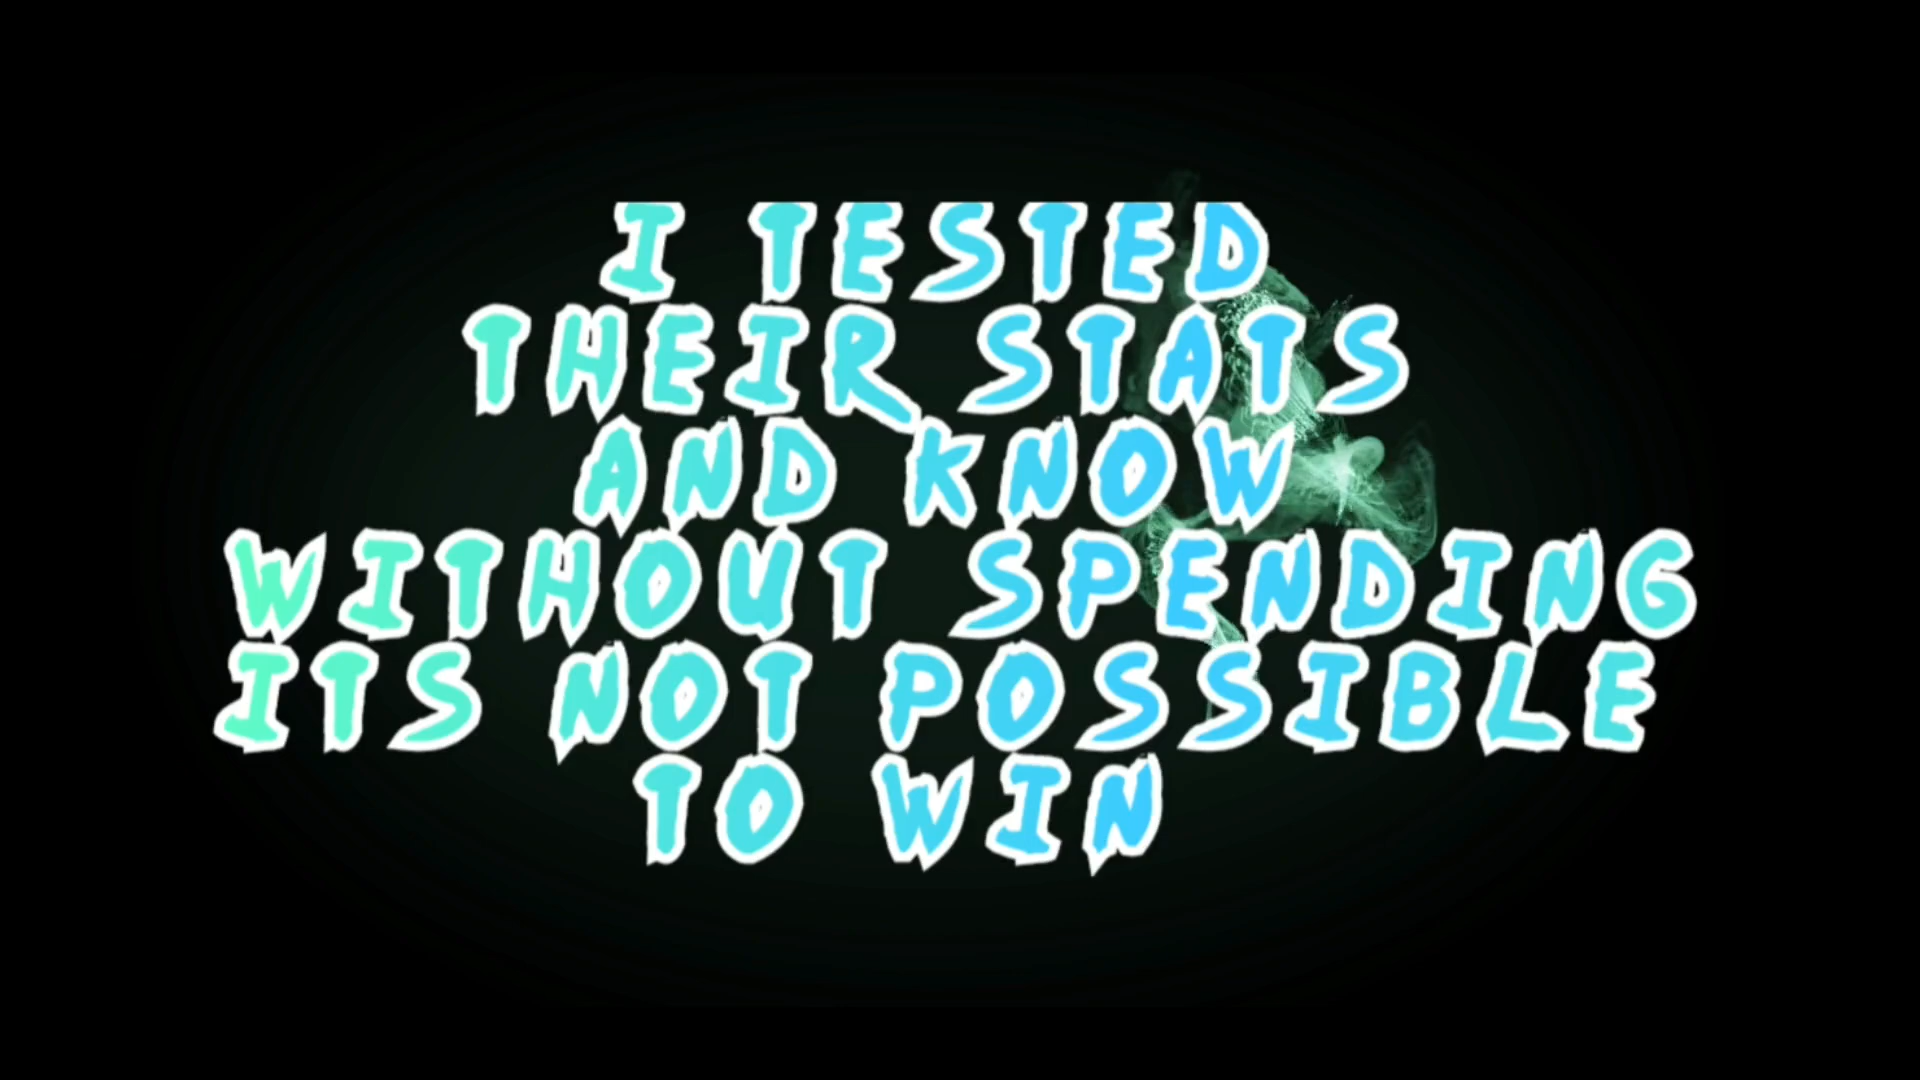 I TESTED
THEIR STATS
AND KNOW
WITHOUT SPENDING
ITS NOT POSSIBLE
TO WIN